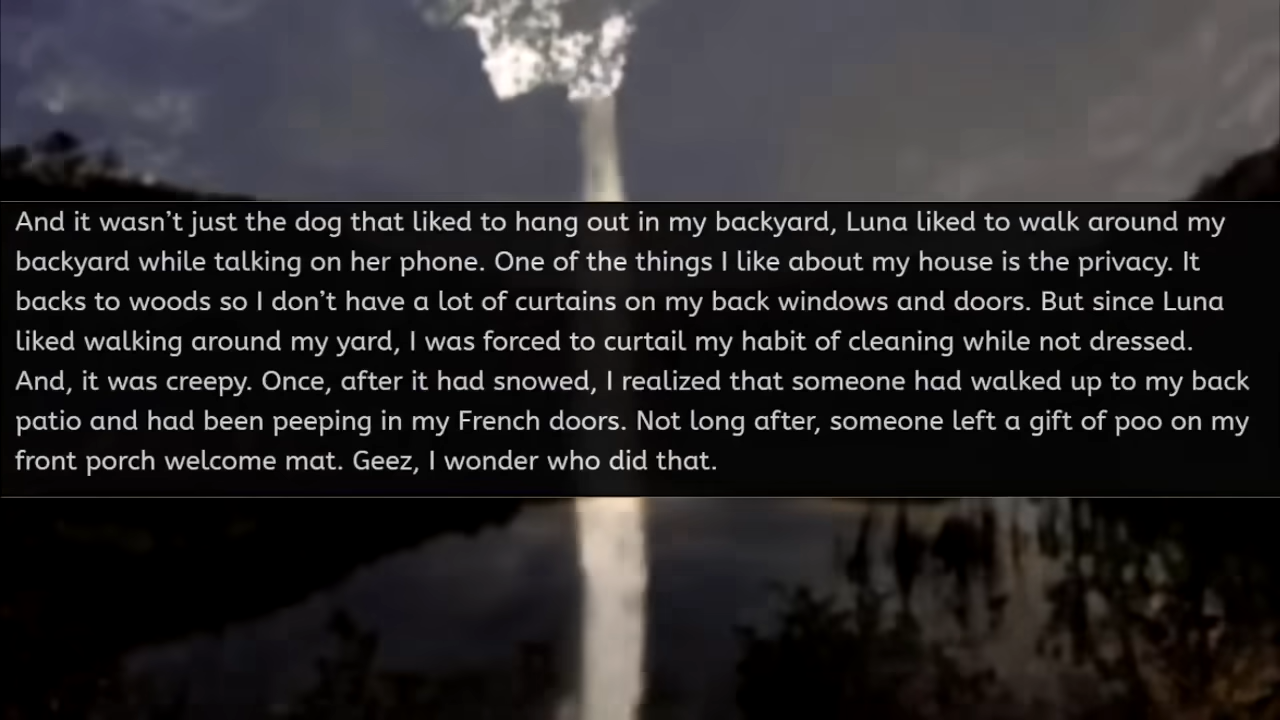 And it wasn’t just the dog that liked to hang out in my backyard, Luna liked to walk around my
backyard while talking on her phone. One of the things I like about my house is the privacy. It
backs to woods so I don’t have a lot of curtains on my back windows and doors. But since Luna
liked walking around my yard, I was forced to curtail my habit of cleaning while not dressed.
And, it was creepy. Once, after it had snowed, I realized that someone had walked up to my back
patio and had been peeping in my French doors. Not long after, someone left a gift of poo on my
front porch welcome mat. Geez, I wonder who did that.